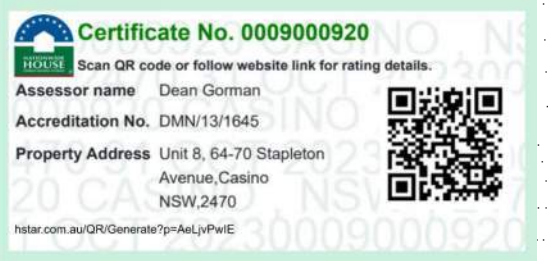 Certificate No. 0009000920
NATIONWIDE
HOUSE
Scan QR code or follow website link for rating details.
Assessor name Dean Gorman
Accreditation No. DMN/13/1645
Property Address Unit 8, 64-70 Stapleton
Avenue,Casino
NSW,2470
hstar.com.au/QR/Generate?p=AeLjvPwlE